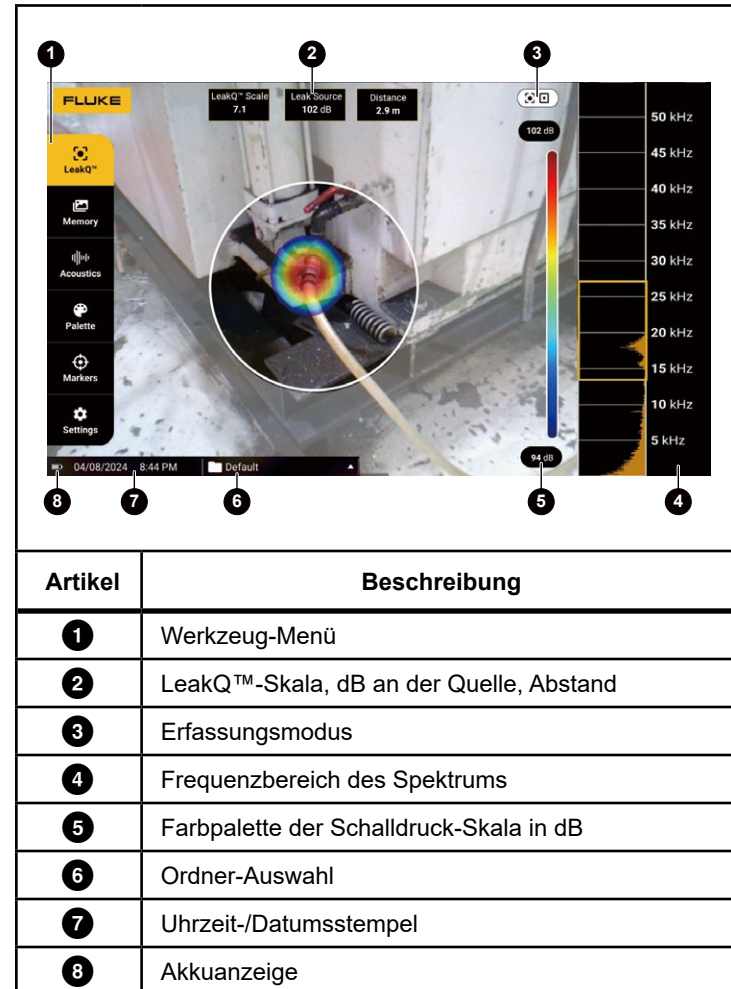 1
2
3
FLUKE
LeakQ™ Scale
7.1
Leak Source
102 dB
Distance
2.9 m
102 dB
LeakQ™
Memory
Acoustics
Palette
Markers
Settings
50 kHz
45 kHz
40 kHz
35 kHz
30 kHz
25 kHz
20 kHz
15 kHz
10 kHz
5 kHz
94 dB
04/08/2024 8:44 PM
Default
8
7
6
5
4
Artikel Beschreibung
1 Werkzeug-Menü
2 LeakQ™-Skala, dB an der Quelle, Abstand
3 Erfassungsmodus
4 Frequenzbereich des Spektrums
5 Farbpalette der Schalldruck-Skala in dB
6 Ordner-Auswahl
7 Uhrzeit-/Datumsstempel
8 Akkuanzeige